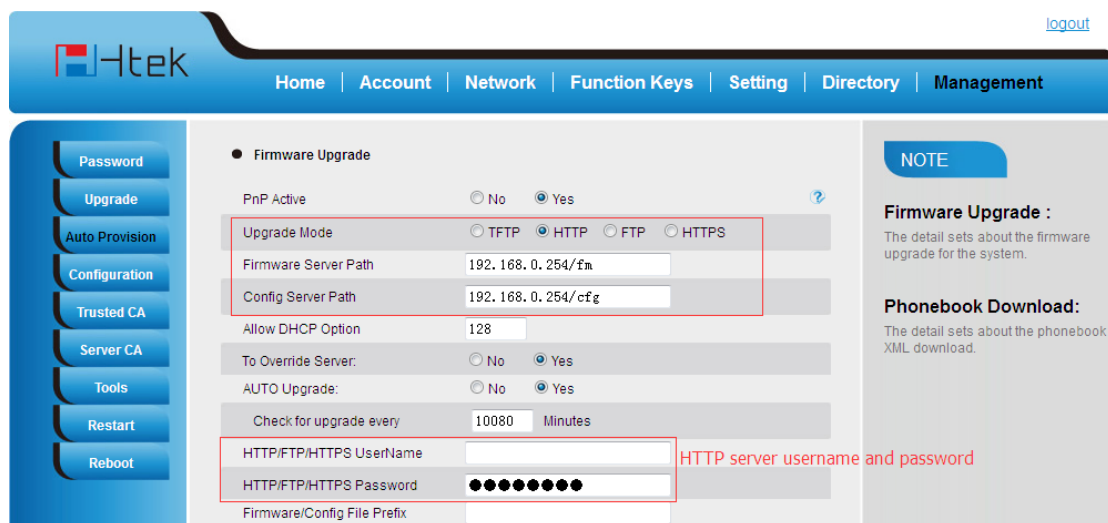 logout
Htek
Home Account Network Function Keys Setting Directory Management
Password
Upgrade
Auto Provision
Configuration
Trusted CA
Server CA
Tools
Restart
Reboot
Firmware Upgrade
PnP Active No Yes ?
Upgrade Mode TFTP HTTP FTP HTTPS
Firmware Server Path 192.168.0.254/fm
Config Server Path 192.168.0.254/cfg
Allow DHCP Option 128
To Override Server: No Yes
AUTO Upgrade: No Yes
Check for upgrade every 10080 Minutes
HTTP/FTP/HTTPS UserName
HTTP server username and password
HTTP/FTP/HTTPS Password ●●●●●●●●
Firmware/Config File Prefix
NOTE
Firmware Upgrade :
The detail sets about the firmware
upgrade for the system.
Phonebook Download:
The detail sets about the phonebook
XML download.